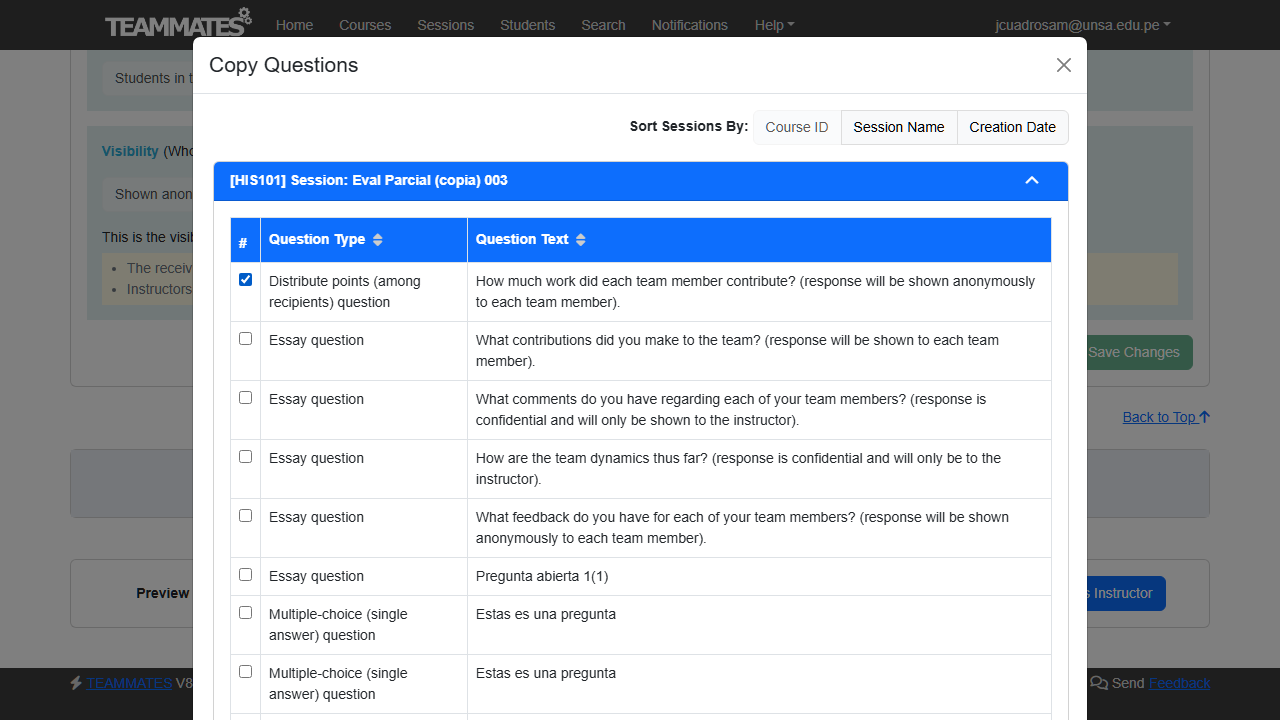 TEAMMATES Home Courses Sessions Students Search Notifications Help jcuadrosam@unsa.edu.pe
Copy Questions
Sort Sessions By: Course ID Session Name Creation Date
[HIS101] Session: Eval Parcial (copia) 003
# Question Type Question Text
Distribute points (among recipients) question
How much work did each team member contribute? (response will be shown anonymously
to each team member).
Essay question
What contributions did you make to the team? (response will be shown to each team
member).
Essay question
What comments do you have regarding each of your team members? (response is
confidential and will only be shown to the instructor).
Essay question
How are the team dynamics thus far? (response is confidential and will only be to the
instructor).
Essay question
What feedback do you have for each of your team members? (response will be shown
anonymously to each team member).
Essay question
Pregunta abierta 1(1)
Multiple-choice (single
answer) question
Estas es una pregunta
Multiple-choice (single
answer) question
Estas es una pregunta
Students in
Visibility
Shown
This is the
The
Instructors
Save Changes
Back to Top
Preview
Instructor
TEAMMATES
Send Feedback